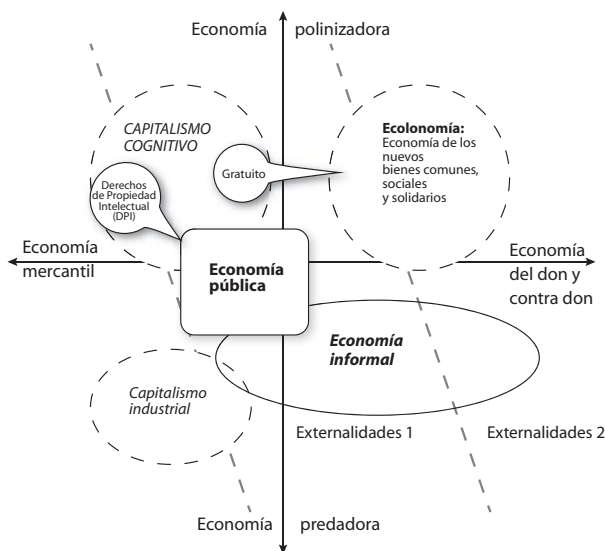 Economía polinizadora
CAPITALISMO
COGNITIVO
Ecolonomía:
Economía de los
nuevos
bienes comunes,
sociales
y solidarios
Gratuito
Derechos
de Propiedad
Intelectual
(DPI)
Economía
mercantil
Economía
pública
Economía
del don y
contra don
Economía
informal
Capitalismo
industrial
Externalidades 1
Externalidades 2
Economía predadora